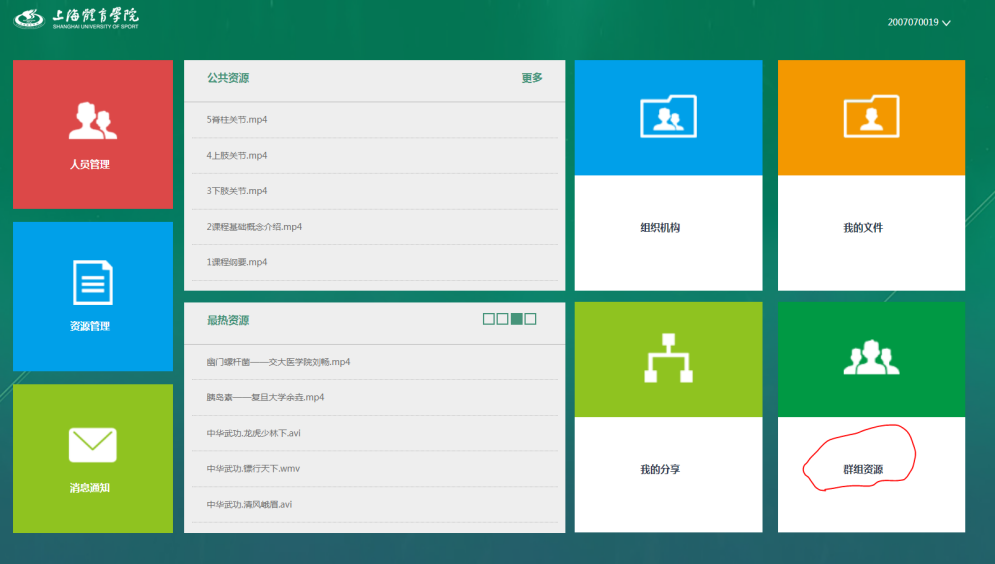 上海體育學院
SHANGHAI UNIVERSITY OF SPORT
2007070019
人员管理
资源管理
消息通知
公共资源
更多
5脊柱关节.mp4
4上肢关节.mp4
3下肢关节.mp4
2课程基础概念介绍.mp4
1课程纲要.mp4
最热资源
幽门螺杆菌——交大医学院刘畅.mp4
胰岛素——复旦大学余垚.mp4
中华武功.龙虎少林下.avi
中华武功.镖行天下.wmv
中华武功.清风峨眉.avi
组织机构
我的文件
我的分享
群组资源